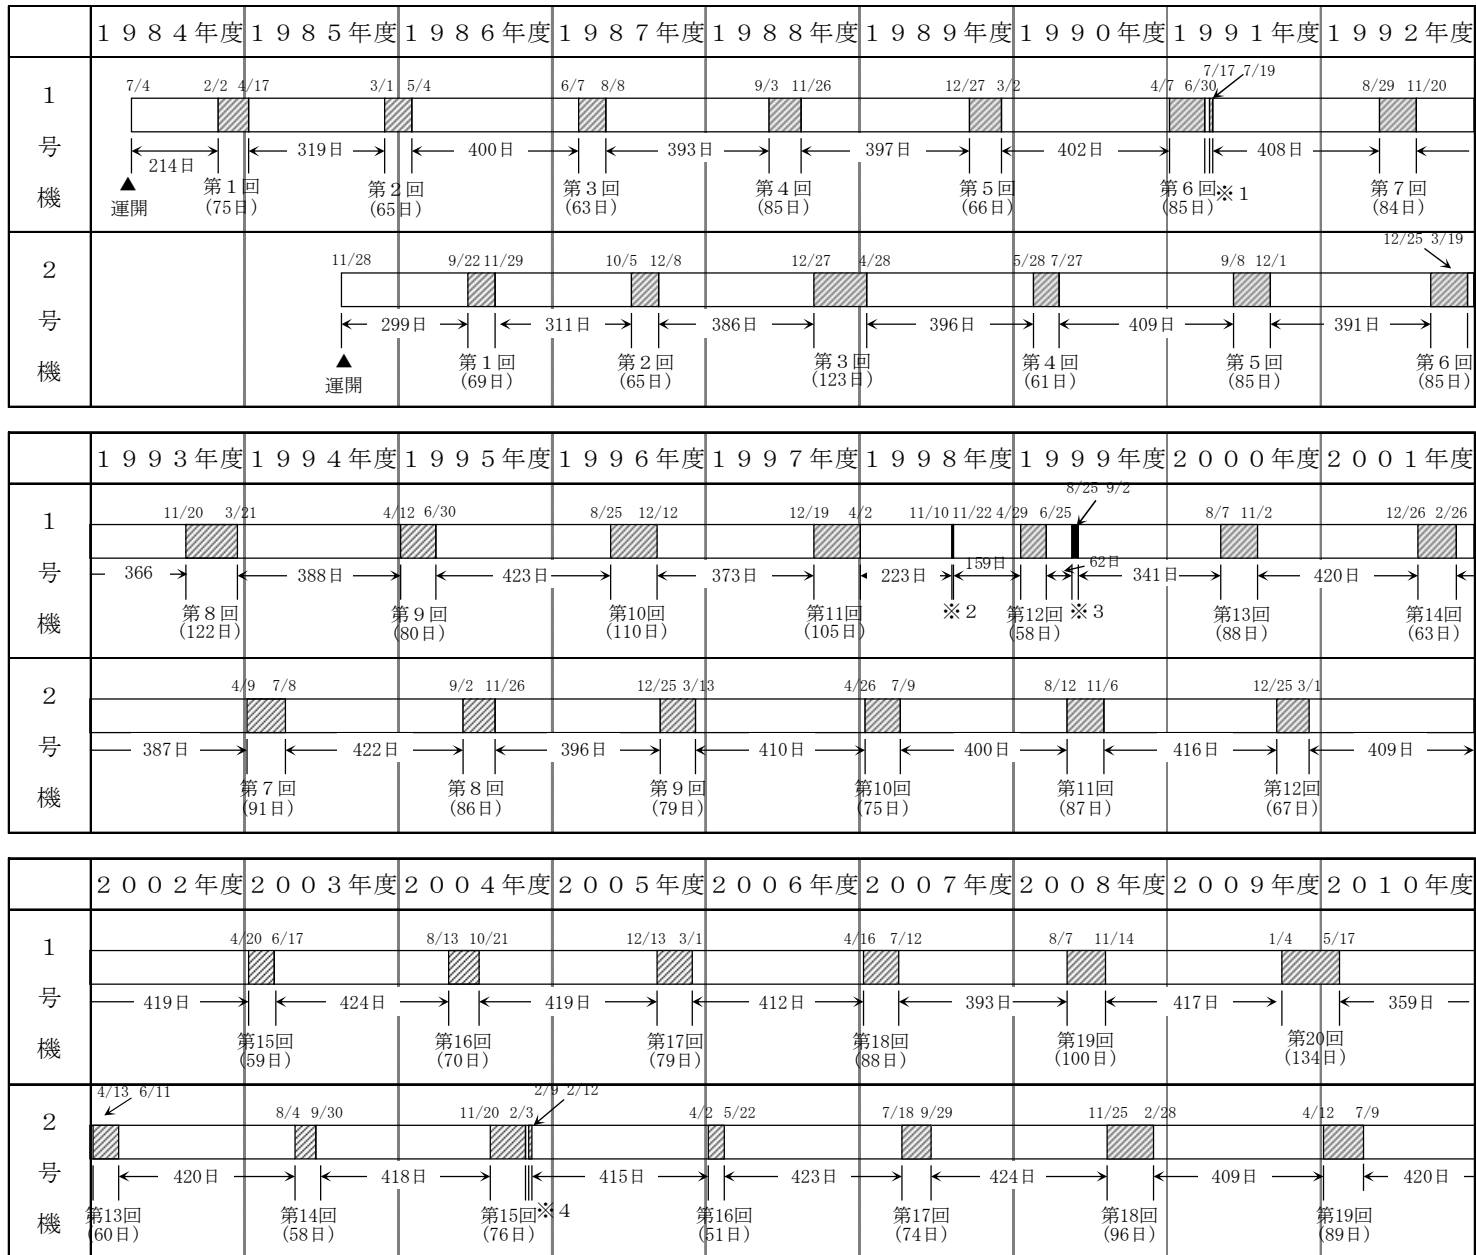 １９８４年度 １９８５年度 １９８６年度 １９８７年度 １９８８年度 １９８９年度 １９９０年度 １９９１年度 １９９２年度
１号機
7/17 7/19
7/4 2/2 4/17 3/1 5/4 6/7 8/8 9/3 11/26 12/27 3/2 4/7 6/30 8/29 11/20
214日 319日 400日 393日 397日 402日 408日
▲ 第１回 第２回 第３回 第４回 第５回 第６回 ※１ 第７回
運開 (75日) (65日) (63日) (85日) (66日) (85日) (84日)
２号機
12/25 3/19
11/28 9/22 11/29 10/5 12/8 12/27 4/28 5/28 7/27 9/8 12/1
299日 311日 386日 396日 409日 391日
▲ 第１回 第２回 第３回 第４回 第５回 第６回
運開 (69日) (65日) (123日) (61日) (85日) (85日)
１９９３年度 １９９４年度 １９９５年度 １９９６年度 １９９７年度 １９９８年度 １９９９年度 ２０００年度 ２００１年度
１号機
8/25 9/2
11/20 3/21 4/12 6/30 8/25 12/12 12/19 4/2 11/10 11/22 4/29 6/25 8/7 11/2 12/26 2/26
366 388日 423日 373日 223日 159日 62日 341日 420日
第８回 第９回 第10回 第11回 ※２ 第12回 ※３ 第13回 第14回
(122日) (80日) (110日) (105日) (58日) (88日) (63日)
２号機
4/9 7/8 9/2 11/26 12/25 3/13 4/26 7/9 8/12 11/6 12/25 3/1
387日 422日 396日 410日 400日 416日 409日
第７回 第８回 第９回 第10回 第11回 第12回
(91日) (86日) (79日) (75日) (87日) (67日)
２００２年度 ２００３年度 ２００４年度 ２００５年度 ２００６年度 ２００７年度 ２００８年度 ２００９年度 ２０１０年度
１号機
4/20 6/17 8/13 10/21 12/13 3/1 4/16 7/12 8/7 11/14 1/4 5/17
419日 424日 419日 412日 393日 417日 359日
第15回 第16回 第17回 第18回 第19回 第20回
(59日) (70日) (79日) (88日) (100日) (134日)
２号機
4/13 6/11 2/9 2/12
8/4 9/30 11/20 2/3 4/2 5/22 7/18 9/29 11/25 2/28 4/12 7/9
420日 418日 415日 423日 424日 409日 420日
第13回 第14回 第15回 ※４ 第16回 第17回 第18回 第19回
(60日) (58日) (76日) (51日) (74日) (96日) (89日)